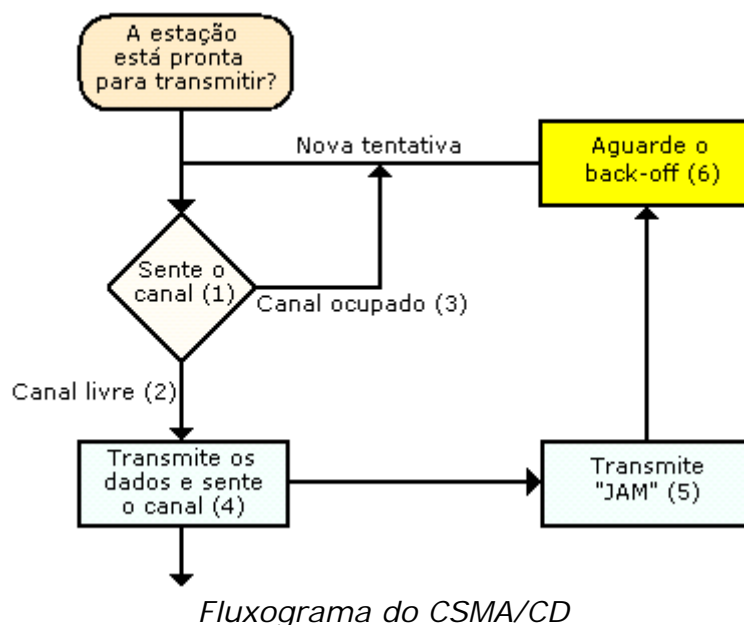 A estação
está pronta
para transmitir?
Nova tentativa
Aguarde o
back-off (6)
Sente o
canal (1)
Canal ocupado (3)
Canal livre (2)
Transmite os
dados e sente
o canal (4)
Transmite
"JAM" (5)
Fluxograma do CSMA/CD